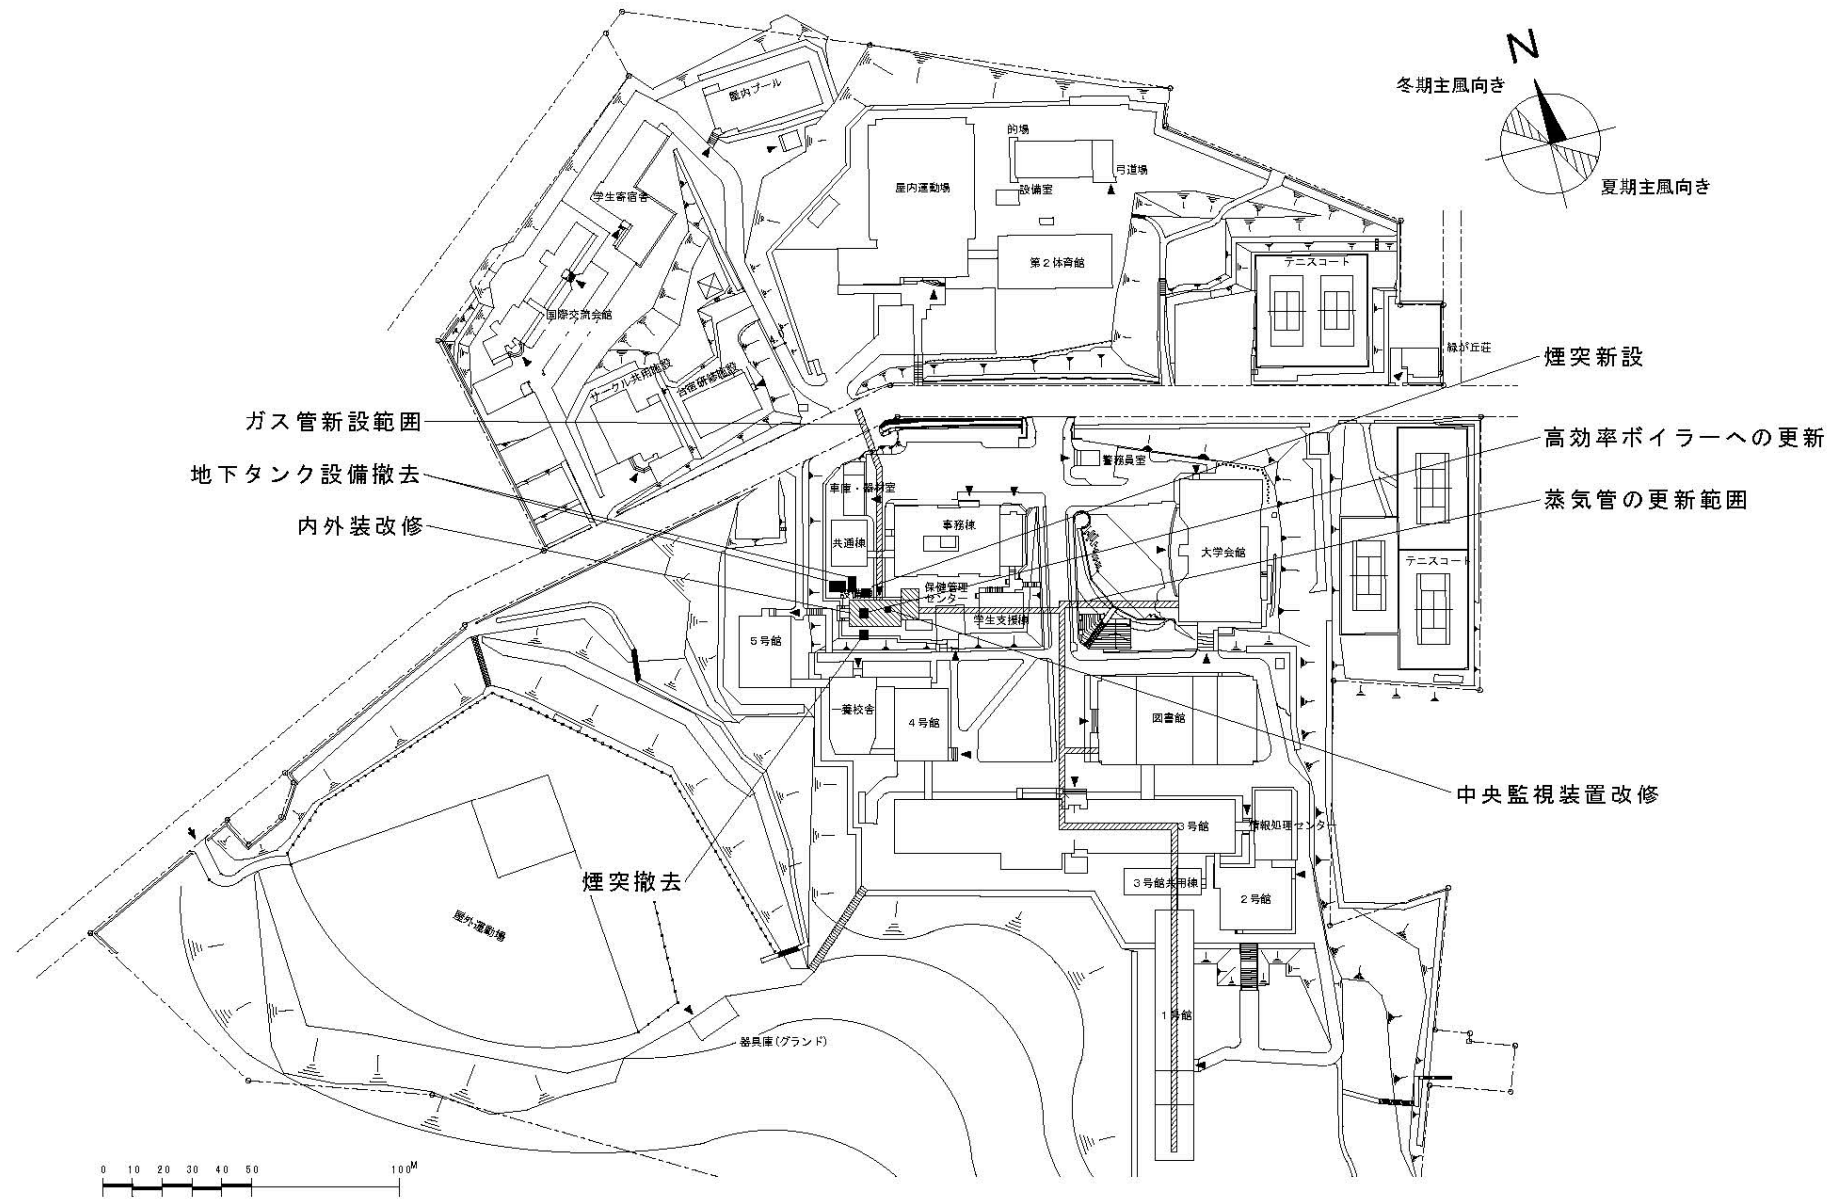 N
冬期主風向き
夏期主風向き
屋内プール
的場
弓道場
設備室
屋内運動場
第2体育館
学生寄宿舎
国際交流会館
テニスコート
緑が丘荘
サークル共用施設
合宿研修施設
煙突新設
ガス管新設範囲
高効率ボイラーへの更新
地下タンク設備撤去
警務員室
車庫・器材室
蒸気管の更新範囲
内外装改修
事務棟
共通棟
大学会館
テニスコート
保健管理
センター
学生支援棟
5号館
一養校舎
4号館
図書館
中央監視装置改修
3号館
情報処理センター
煙突撤去
3号館共用棟
2号館
屋外運動場
1号館
器具庫(グランド)
0 10 20 30 40 50 100M